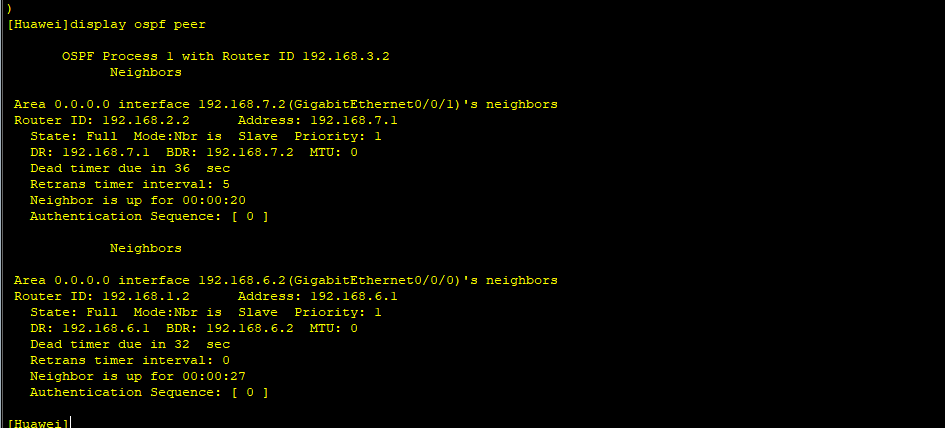 )
[Huawei]display ospf peer
OSPF Process 1 with Router ID 192.168.3.2
Neighbors
Area 0.0.0.0 interface 192.168.7.2(GigabitEthernet0/0/1)'s neighbors
Router ID: 192.168.2.2      Address: 192.168.7.1
State: Full  Mode:Nbr is  Slave  Priority: 1
DR: 192.168.7.1  BDR: 192.168.7.2  MTU: 0
Dead timer due in 36  sec
Retrans timer interval: 5
Neighbor is up for 00:00:20
Authentication Sequence: [ 0 ]
Neighbors
Area 0.0.0.0 interface 192.168.6.2(GigabitEthernet0/0/0)'s neighbors
Router ID: 192.168.1.2      Address: 192.168.6.1
State: Full  Mode:Nbr is  Slave  Priority: 1
DR: 192.168.6.1  BDR: 192.168.6.2  MTU: 0
Dead timer due in 32  sec
Retrans timer interval: 0
Neighbor is up for 00:00:27
Authentication Sequence: [ 0 ]
[Huawei]